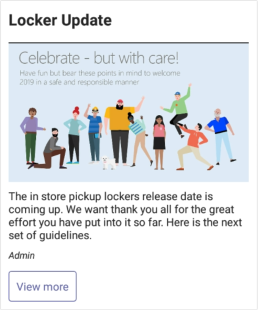 Locker Update
Celebrate - but with care!
Have fun but bear these points in mind to welcome
2019 in a safe and responsible manner
The in store pickup lockers release date is
coming up. We want thank you all for the great
effort you have put into it so far. Here is the next
set of guidelines.
Admin
View more